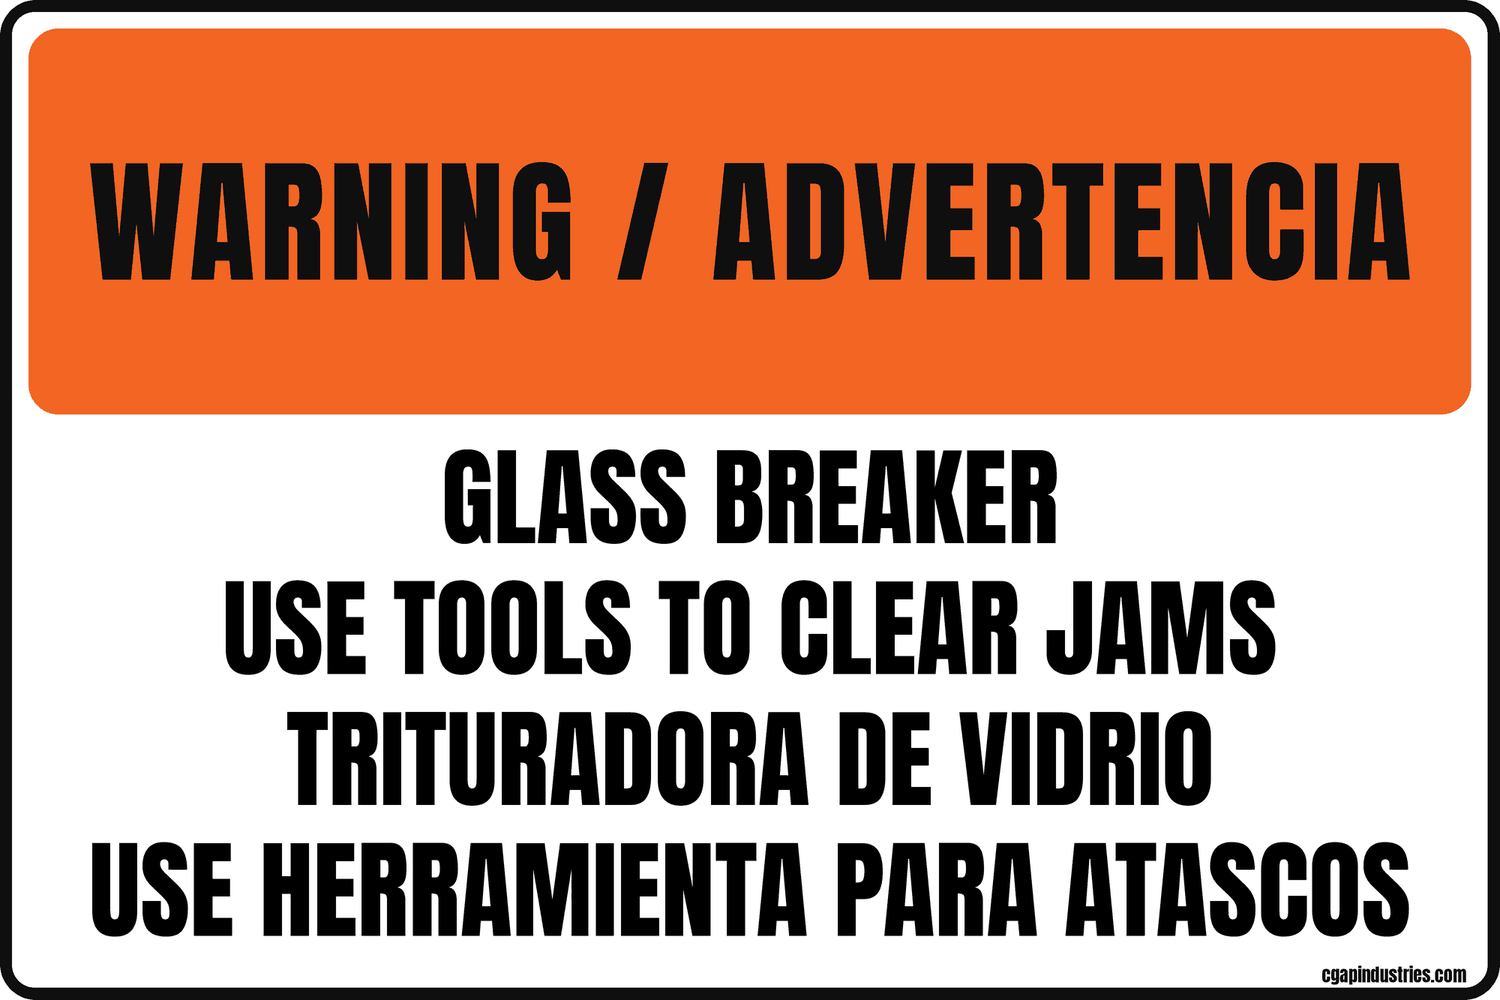 WARNING / ADVERTENCIA
GLASS BREAKER
USE TOOLS TO CLEAR JAMS
TRITURADORA DE VIDRIO
USE HERRAMIENTA PARA ATASCOS
cgapindustries.com